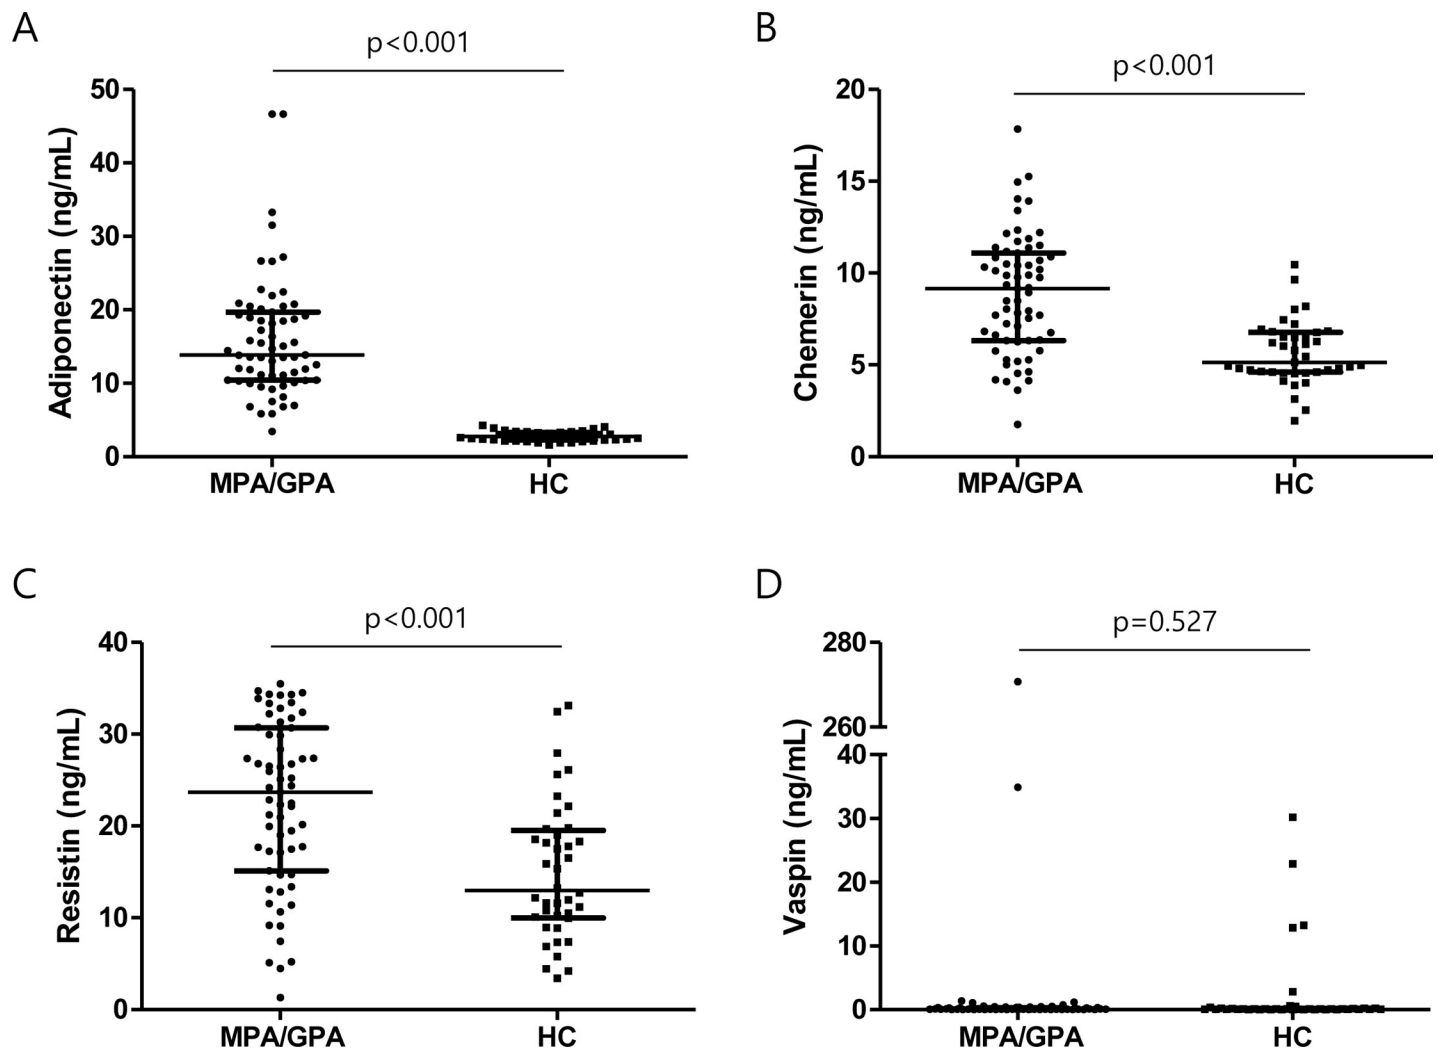 A
p<0.001
Adiponectin (ng/mL)
50
40
30
20
10
0
MPA/GPA HC
B
p<0.001
Chemerin (ng/mL)
20
15
10
5
0
MPA/GPA HC
C
p<0.001
Resistin (ng/mL)
40
30
20
10
0
MPA/GPA HC
D
p=0.527
Vaspin (ng/mL)
280
260
40
30
20
10
0
MPA/GPA HC